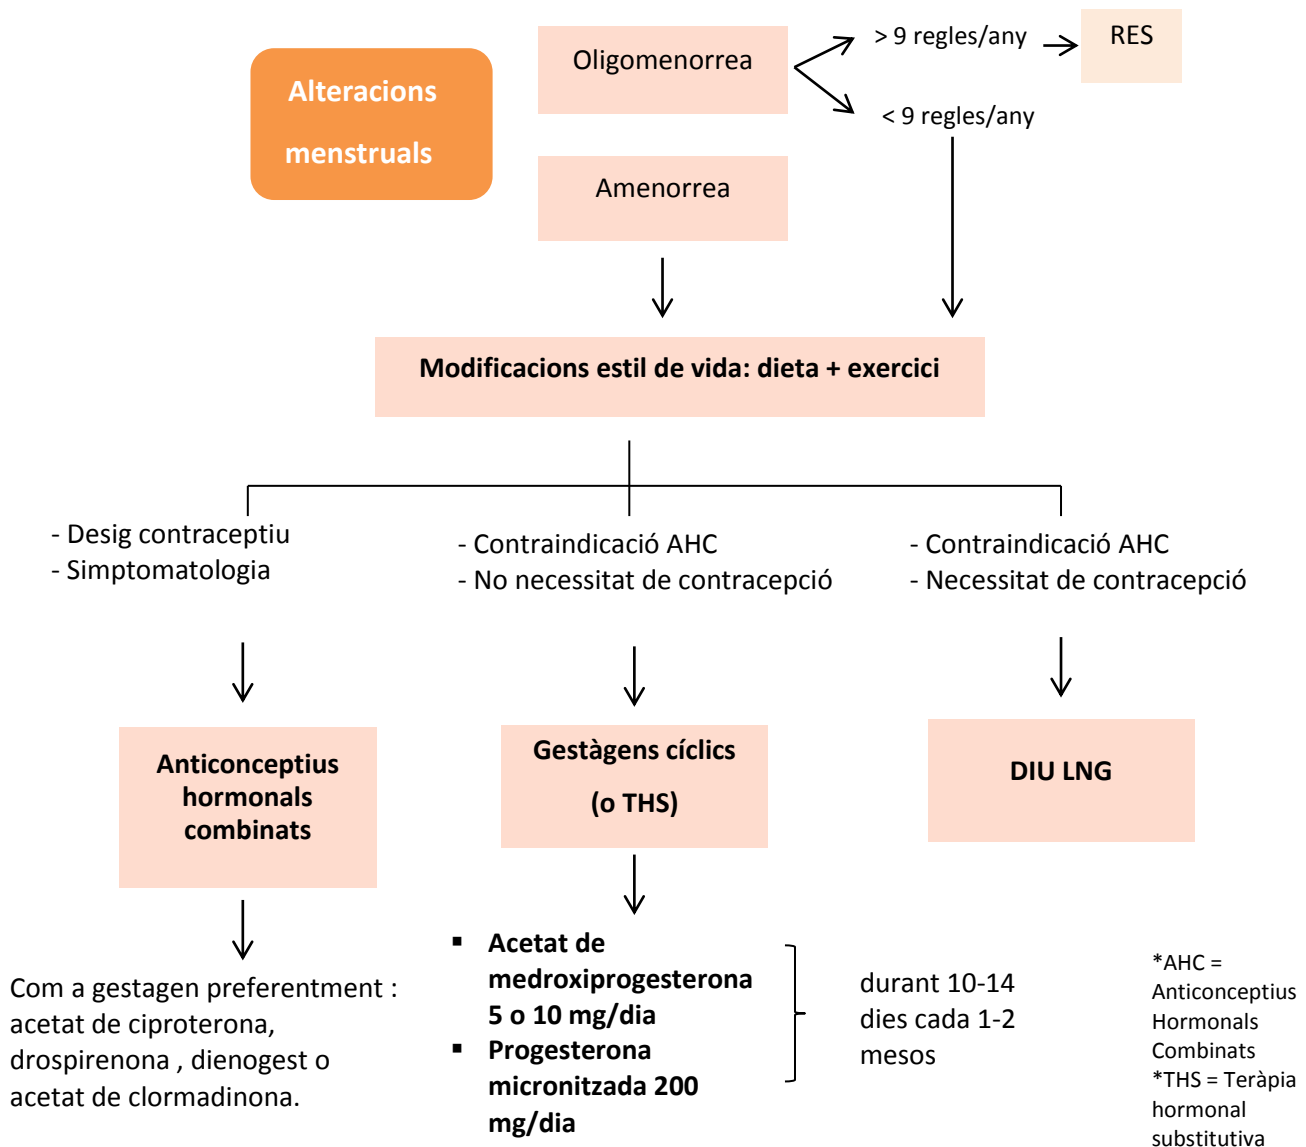 Alteracions
menstruals
Oligomenorrea
> 9 regles/any
RES
< 9 regles/any
Amenorrea
Modificacions estil de vida: dieta + exercici
- Desig contraceptiu
- Simptomatologia
- Contraindicació AHC
- No necessitat de contracepció
- Contraindicació AHC
- Necessitat de contracepció
Anticonceptius
hormonals
combinats
Gestàgens cíclics
(o THS)
DIU LNG
Com a gestagen preferentment :
acetat de ciproterona,
drospirenona , dienogest o
acetat de clormadinona.
▪ Acetat de
medroxiprogesterona
5 o 10 mg/dia
▪ Progesterona
micronitzada 200
mg/dia
durant 10-14
dies cada 1-2
mesos
*AHC =
Anticonceptius
Hormonals
Combinats
*THS = Teràpia
hormonal
substitutiva